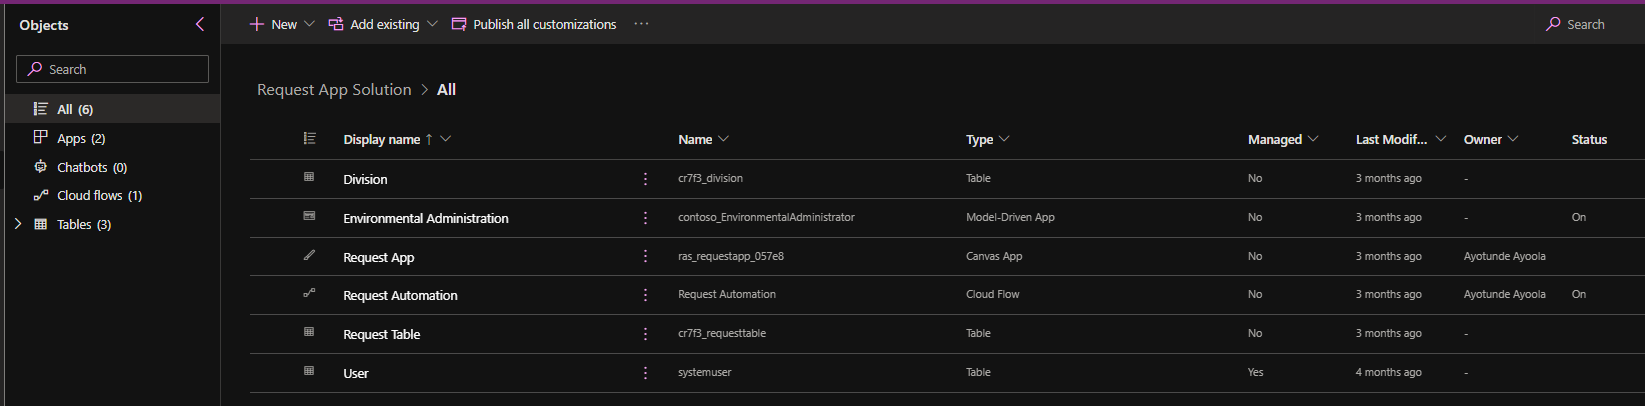 Objects
Search
All (6)
Apps (2)
Chatbots (0)
Cloud flows (1)
Tables (3)
New Add existing Publish all customizations ... Search
Request App Solution > All
Display name ↑ Name Type Managed Last Modif... Owner Status
Division cr7f3_division Table No 3 months ago -
Environmental Administration contoso_EnvironmentalAdministrator Model-Driven App No 3 months ago - On
Request App ras_requestapp_057e8 Canvas App No 3 months ago Ayotunde Ayoola
Request Automation Request Automation Cloud Flow No 3 months ago Ayotunde Ayoola On
Request Table cr7f3_requesttable Table No 3 months ago -
User systemuser Table Yes 4 months ago -